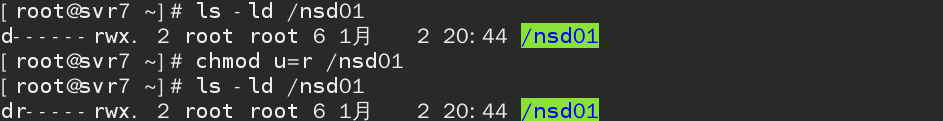 [root@svr7 ~]# ls -ld /nsd01
d------rwx. 2 root root 6 1月    2 20:44 /nsd01
[root@svr7 ~]# chmod u=r /nsd01
[root@svr7 ~]# ls -ld /nsd01
dr-----rwx. 2 root root 6 1月    2 20:44 /nsd01